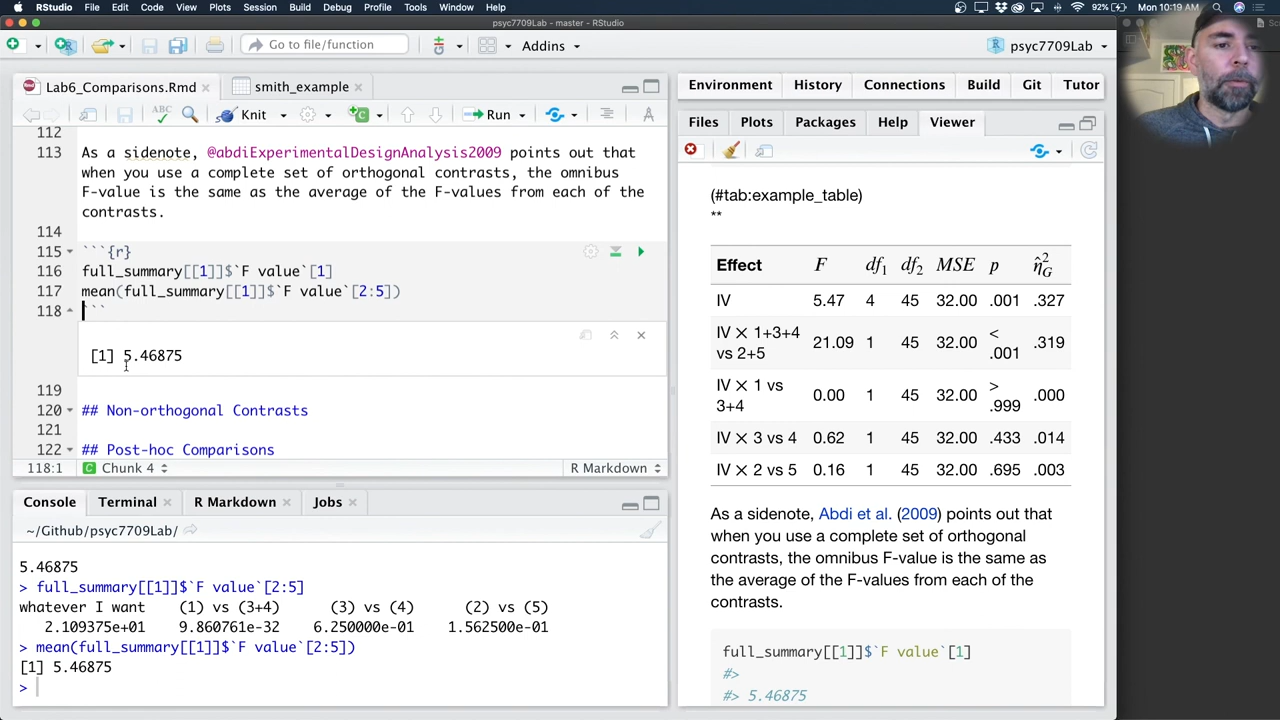 RStudio File Edit Code View Plots Session Build Debug Profile Tools Window Help 92% Mon 10:19 AM
psyc7709Lab - master - RStudio
Go to file/function Addins psyc7709Lab
Lab6_Comparisons.Rmd smith_example
ABC Knit Run
112
113 As a sidenote, @abdiExperimentalDesignAnalysis2009 points out that
when you use a complete set of orthogonal contrasts, the omnibus
F-value is the same as the average of the F-values from each of the
contrasts.
114
115 ```{r}
116 full_summary[[1]]$`F value`[1]
117 mean(full_summary[[1]]$`F value`[2:5])
118 ```
[1] 5.46875
119
120 ## Non-orthogonal Contrasts
121
122 ## Post-hoc Comparisons
118:1 Chunk 4 R Markdown
Console Terminal R Markdown Jobs
~/Github/psyc7709Lab/
5.46875
> full_summary[[1]]$`F value`[2:5]
whatever I want (1) vs (3+4) (3) vs (4) (2) vs (5)
2.109375e+01 9.860761e-32 6.250000e-01 1.562500e-01
> mean(full_summary[[1]]$`F value`[2:5])
[1] 5.46875
>
Environment History Connections Build Git Tutor
Files Plots Packages Help Viewer
(#tab:example_table)
**
Effect F df1 df2 MSE p η̂²G
IV 5.47 4 45 32.00 .001 .327
IV × 1+3+4 vs 2+5 21.09 1 45 32.00 < .001 .319
IV × 1 vs 3+4 0.00 1 45 32.00 > .999 .000
IV × 3 vs 4 0.62 1 45 32.00 .433 .014
IV × 2 vs 5 0.16 1 45 32.00 .695 .003
As a sidenote, Abdi et al. (2009) points out that
when you use a complete set of orthogonal
contrasts, the omnibus F-value is the same as
the average of the F-values from each of the
contrasts.
full_summary[[1]]$`F value`[1]
#>
#> 5.46875